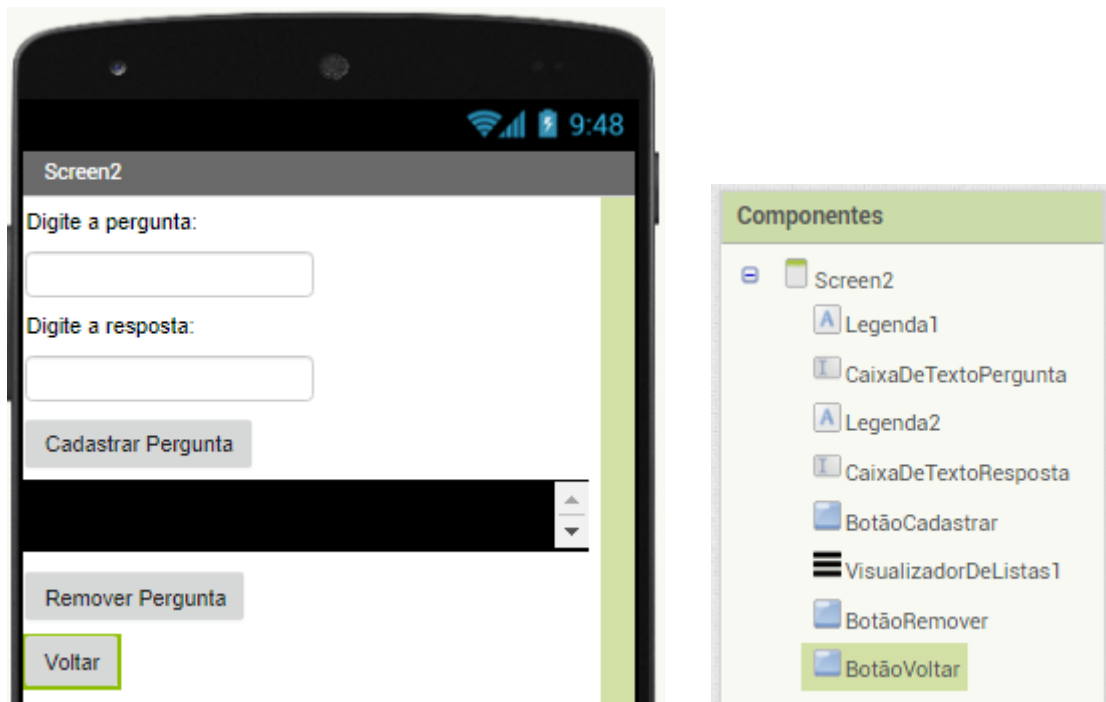 9:48
Screen2
Digite a pergunta:
Digite a resposta:
Cadastrar Pergunta
Remover Pergunta
Voltar
Componentes
Screen2
A Legenda1
CaixaDeTextoPergunta
A Legenda2
CaixaDeTextoResposta
BotãoCadastrar
VisualizadorDeListas1
BotãoRemover
BotãoVoltar